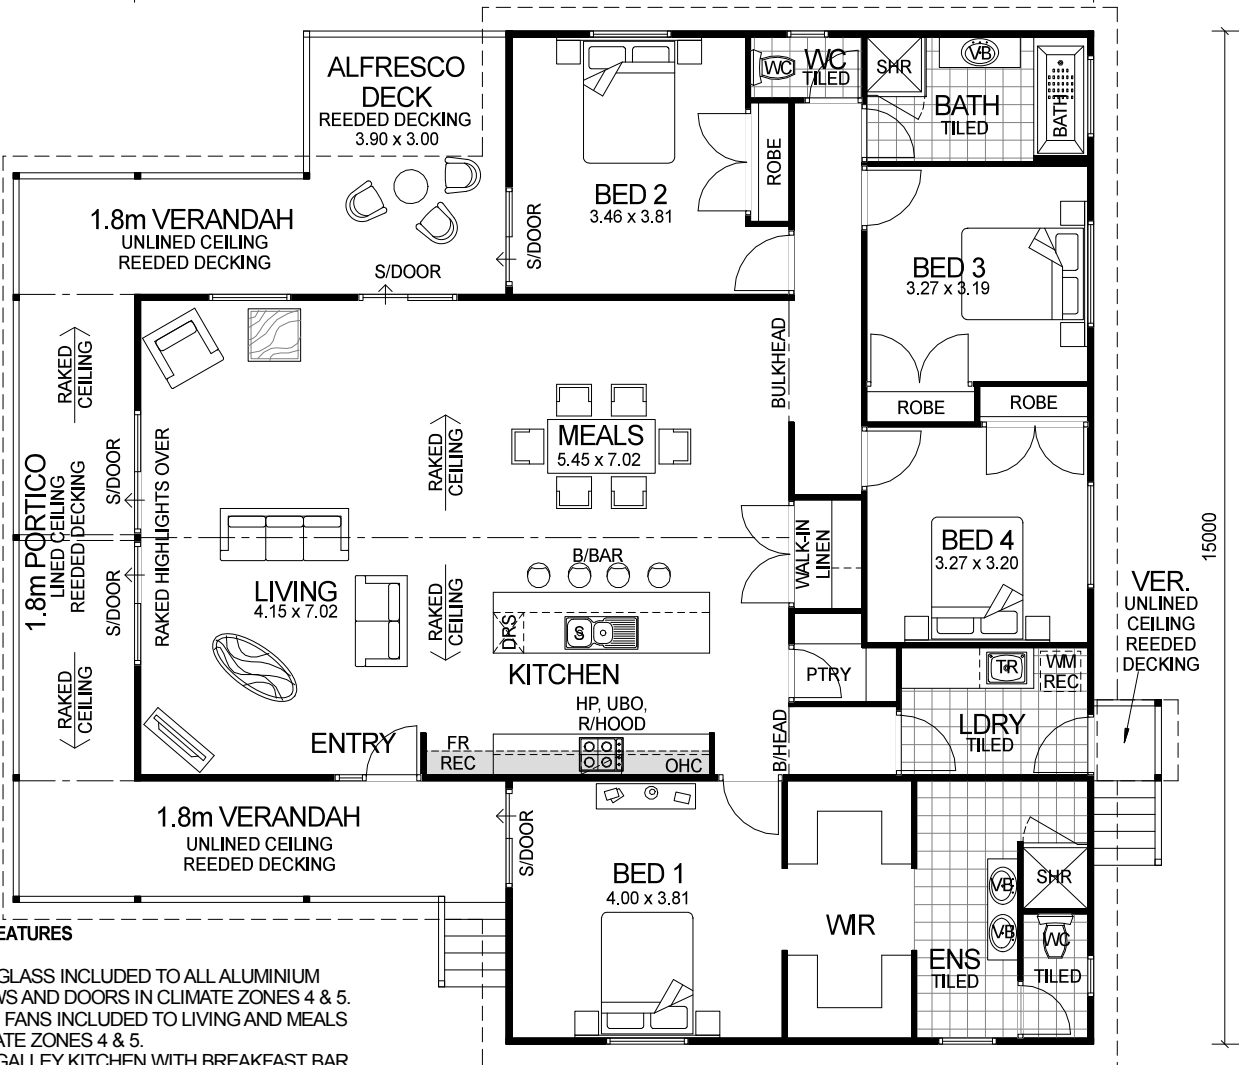 ALFRESCO
DECK
REEDED DECKING
3.90 x 3.00
1.8m VERANDAH
UNLINED CEILING
REEDED DECKING
S/DOOR
S/DOOR
BED 2
3.46 x 3.81
ROBE
WC
WC
TILED
SHR
VB
BATH
TILED
BATH
BED 3
3.27 x 3.19
ROBE
ROBE
BULKHEAD
RAKED
CEILING
1.8m PORTICO
LINED CEILING
REEDED DECKING
S/DOOR
S/DOOR
RAKED HIGHLIGHTS OVER
RAKED
CEILING
RAKED
CEILING
MEALS
5.45 x 7.02
LIVING
4.15 x 7.02
RAKED
CEILING
B/BAR
DRS
S
KITCHEN
HP, UBO,
R/HOOD
WALK-IN
LINEN
BED 4
3.27 x 3.20
15000
VER.
UNLINED
CEILING
REEDED
DECKING
PTRY
TR
WM
REC
LDRY
TILED
B/HEAD
ENTRY
FR
REC
OHC
1.8m VERANDAH
UNLINED CEILING
REEDED DECKING
S/DOOR
BED 1
4.00 x 3.81
WIR
ENS
TILED
VB
VB
SHR
WC
TILED
EATURES
GLASS INCLUDED TO ALL ALUMINIUM
WS AND DOORS IN CLIMATE ZONES 4 & 5.
FANS INCLUDED TO LIVING AND MEALS
ATE ZONES 4 & 5.
GALLEY KITCHEN WITH BREAKFAST BAR